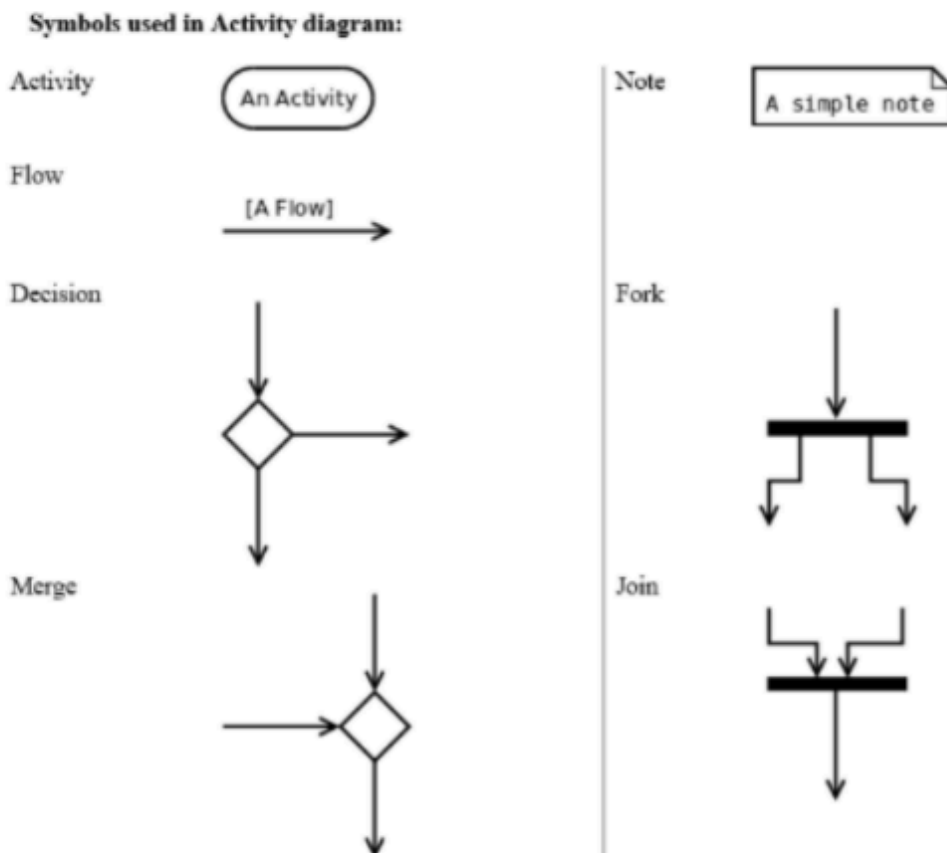 Symbols used in Activity diagram:
Activity
An Activity
Flow
[A Flow]
Decision
Merge
Note
A simple note
Fork
Join